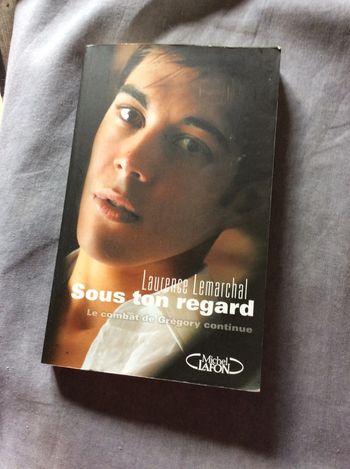 Laurence Lemarchal
Sous ton regard
Le combat de Grégory continue
Michel
LAFON